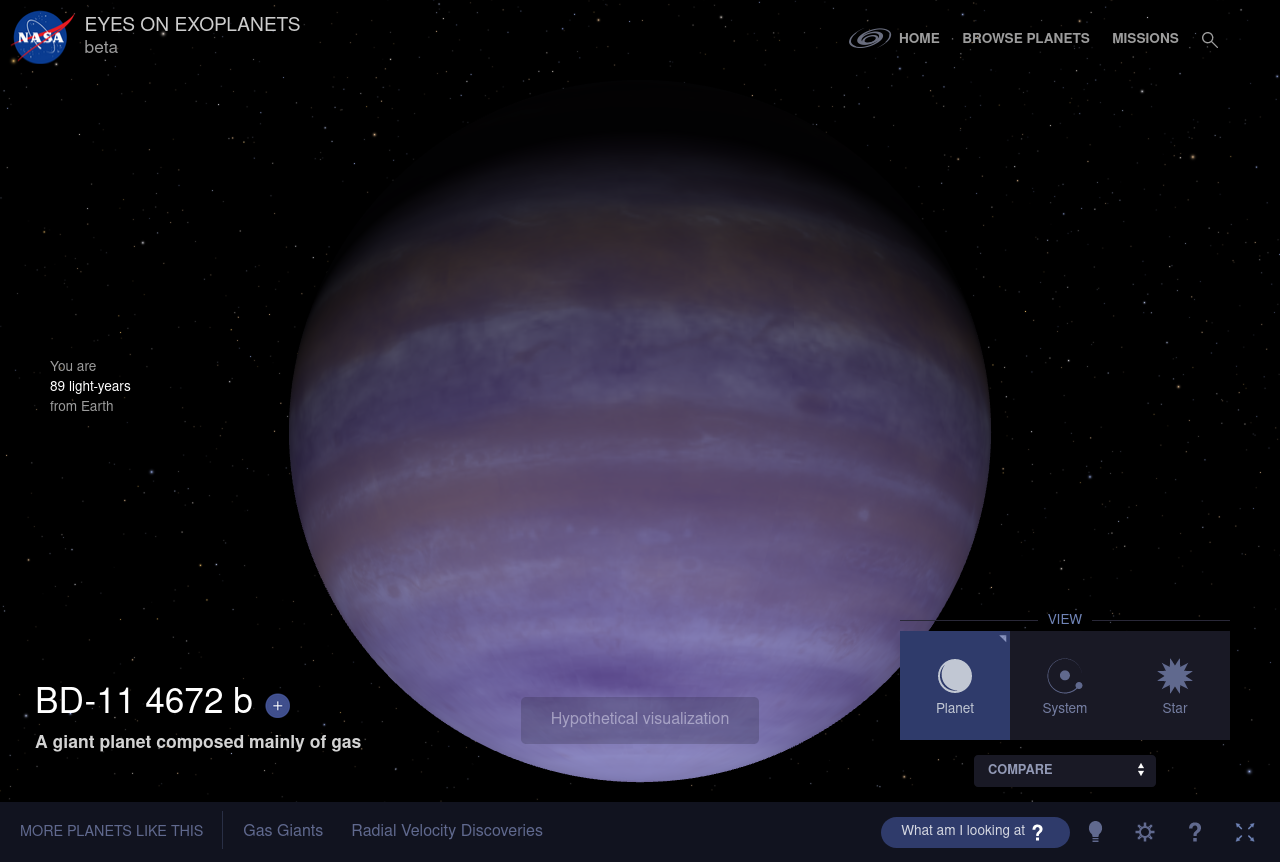 NASA
EYES ON EXOPLANETS
beta
HOME
BROWSE PLANETS
MISSIONS
You are
89 light-years
from Earth
VIEW
Planet
System
Star
BD-11 4672 b +
A giant planet composed mainly of gas
Hypothetical visualization
COMPARE
MORE PLANETS LIKE THIS
Gas Giants
Radial Velocity Discoveries
What am I looking at ?
?